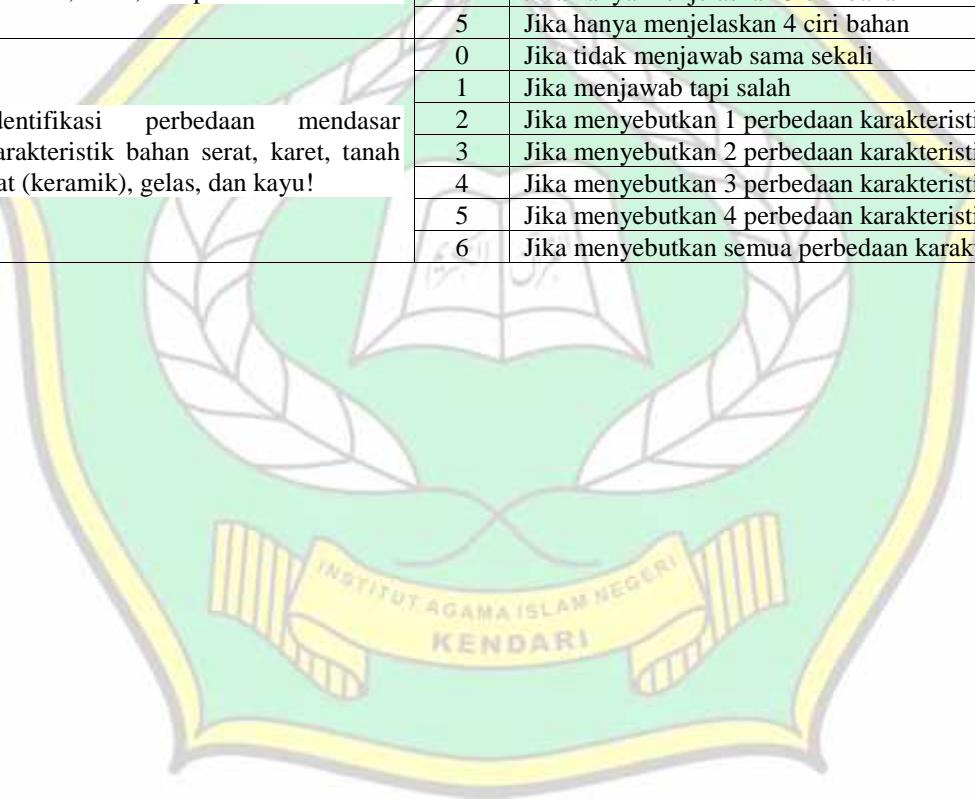 5 Jika hanya menjelaskan 4 ciri bahan
0 Jika tidak menjawab sama sekali
1 Jika menjawab tapi salah
dentifikasi perbedaan mendasar
arakteristik bahan serat, karet, tanah
at (keramik), gelas, dan kayu!
2 Jika menyebutkan 1 perbedaan karakteristi
3 Jika menyebutkan 2 perbedaan karakteristi
4 Jika menyebutkan 3 perbedaan karakteristi
5 Jika menyebutkan 4 perbedaan karakteristi
6 Jika menyebutkan semua perbedaan karak
INSTITUT AGAMA ISLAM NEGERI
KENDARI